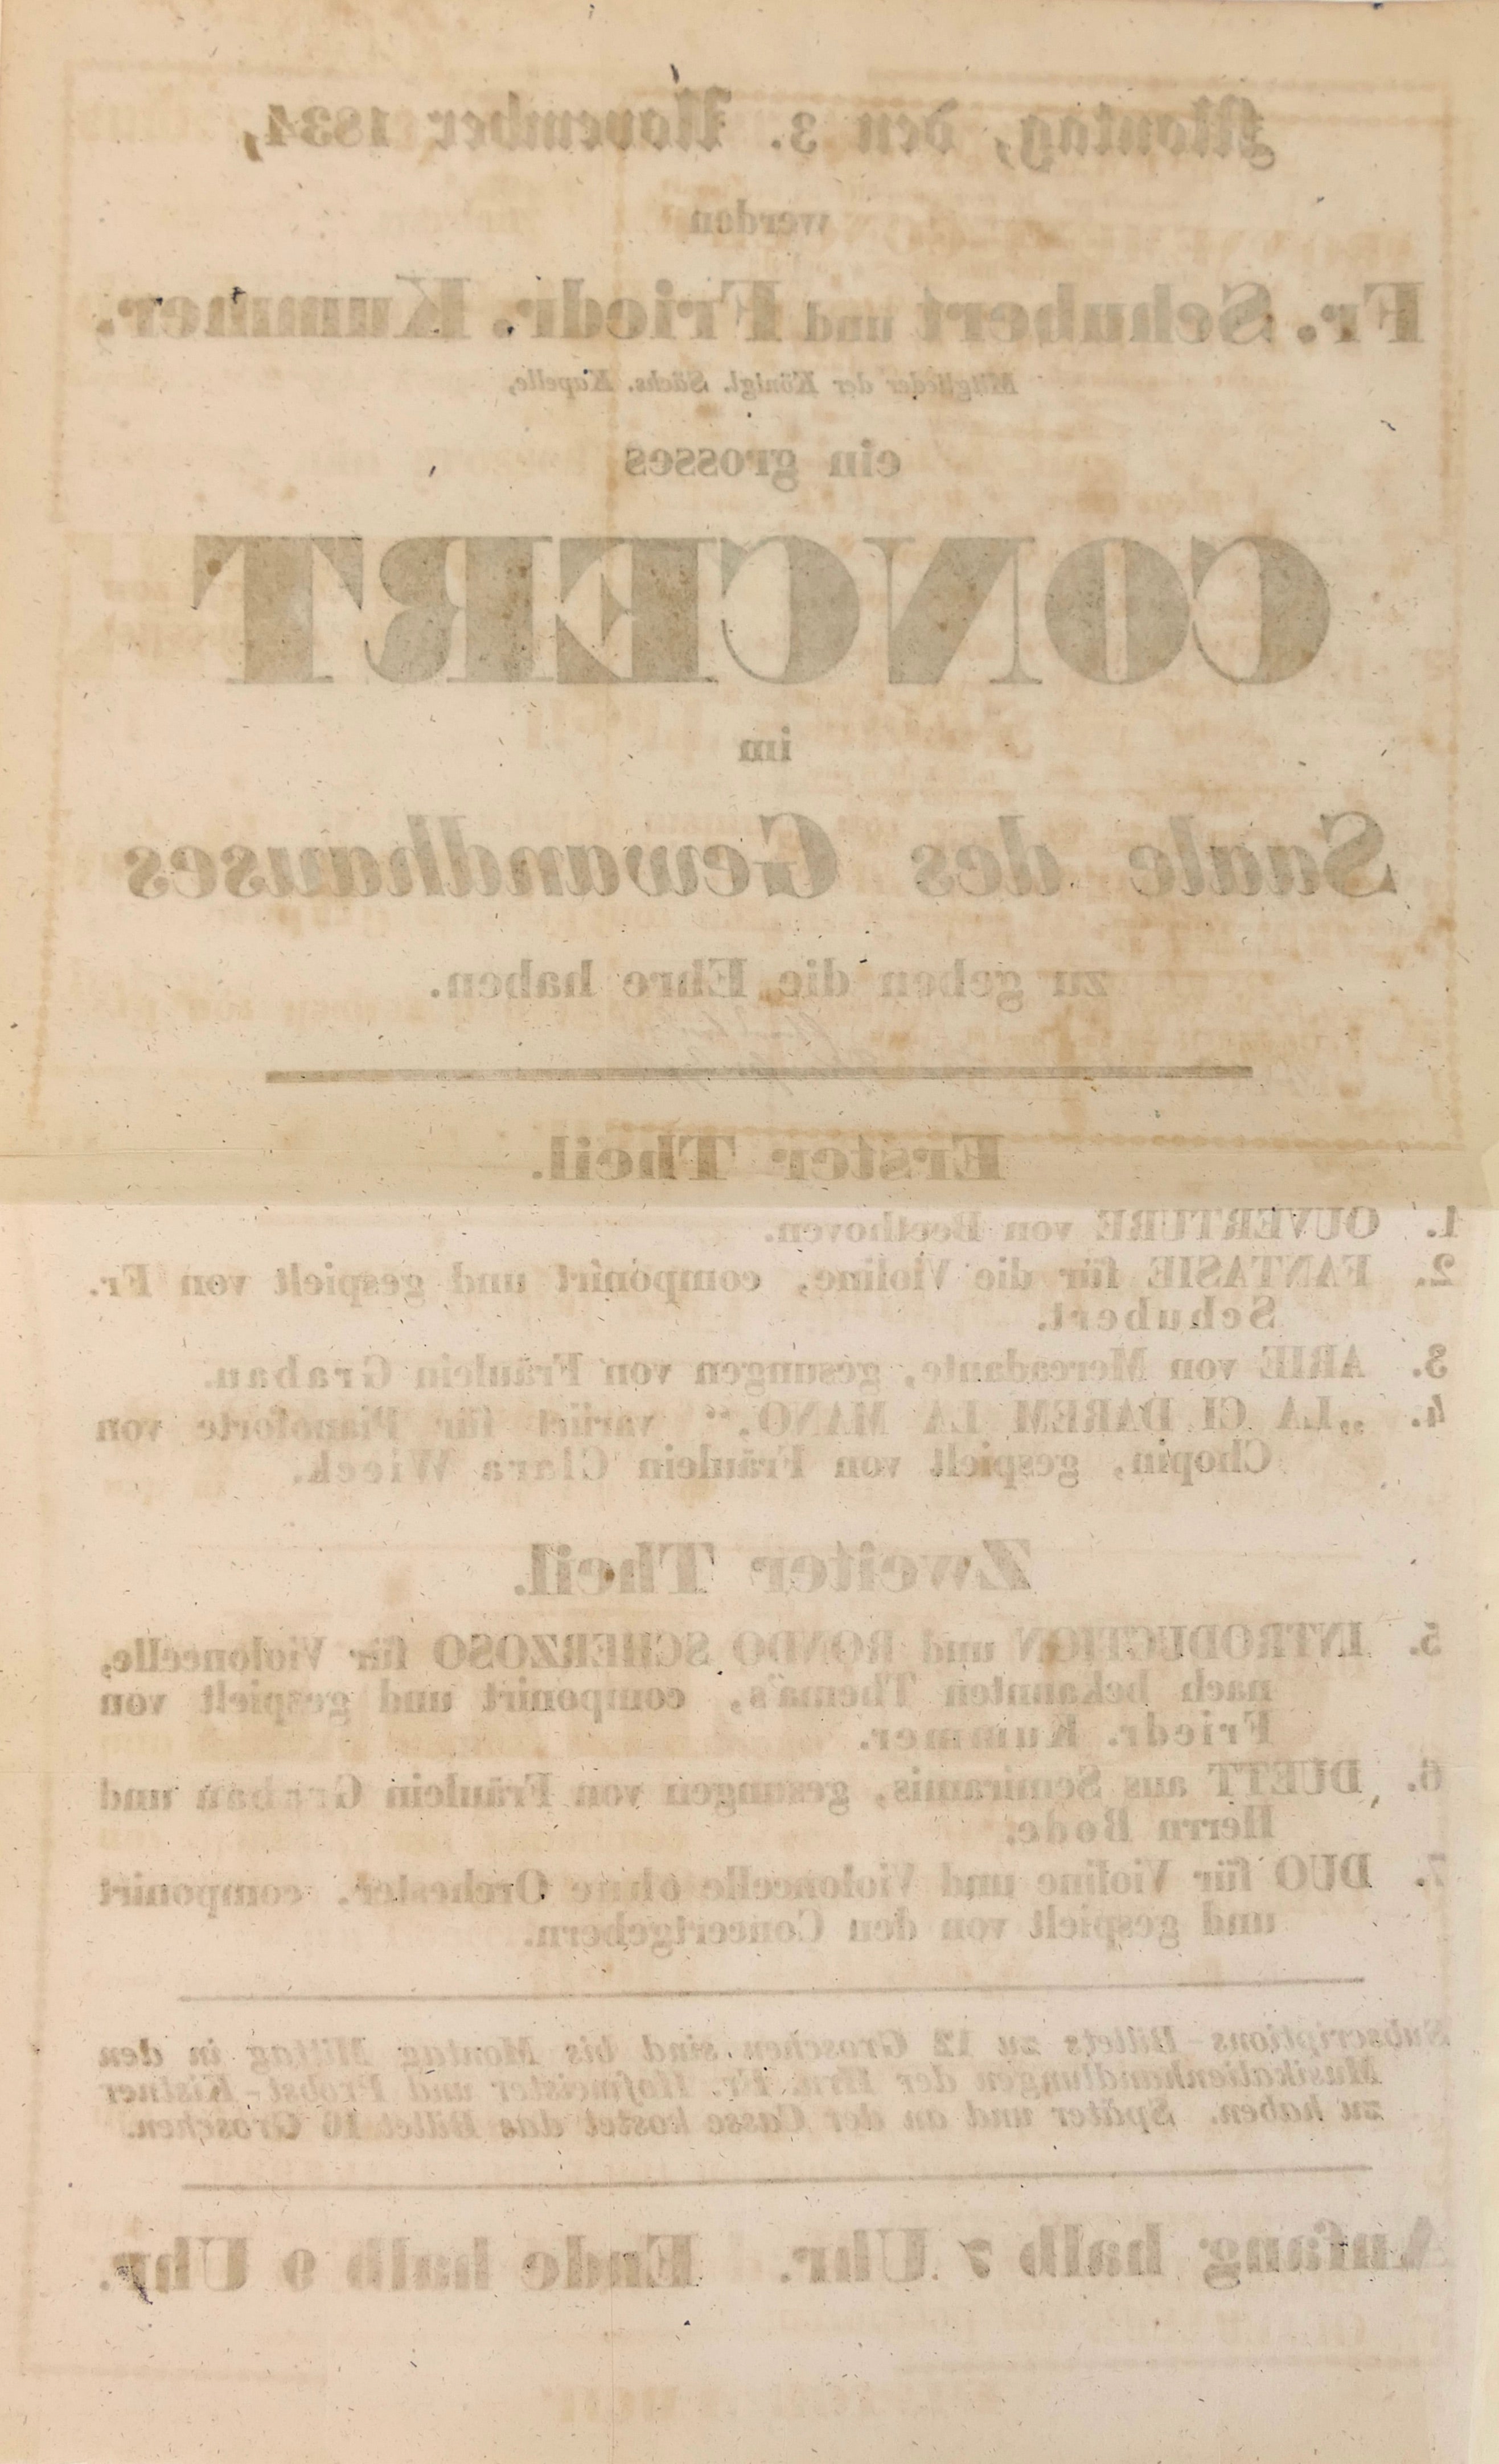 Montag, den 3. November 1834,
werden
Fr. Schubert und Friedr. Kummer,
Mitglieder der Königl. Sächs. Kapelle,
ein grosses
CONCERT
im
Saale des Gewandhauses
zu geben die Ehre haben.
Erster Theil.
1. OUVERTURE von Beethoven.
2. FANTASIE für die Violine, componirt und gespielt von Fr.
Schubert.
3. ARIE von Mercadante, gesungen von Fräulein Grabau.
4. „LA CI DAREM LA MANO,“ variirt für Pianoforte von
Chopin, gespielt von Fräulein Clara Wieck.
Zweiter Theil.
5. INTRODUCTION und RONDO SCHERZOSO für Violoncelle,
nach bekannten Thema's, componirt und gespielt von
Friedr. Kummer.
6. DUETT aus Semiramis, gesungen von Fräulein Grabau und
Herrn Bode.
7. DUO für Violine und Violoncelle ohne Orchester, componirt
und gespielt von den Concertgebern.
Subscriptions-Billets zu 12 Groschen sind bis Montag Mittag in den
Musikalienhandlungen der Hrn. Fr. Hofmeister und Probst-Kistner
zu haben. Später und an der Casse kostet das Billet 16 Groschen.
Anfang halb 7 Uhr. Ende halb 9 Uhr.